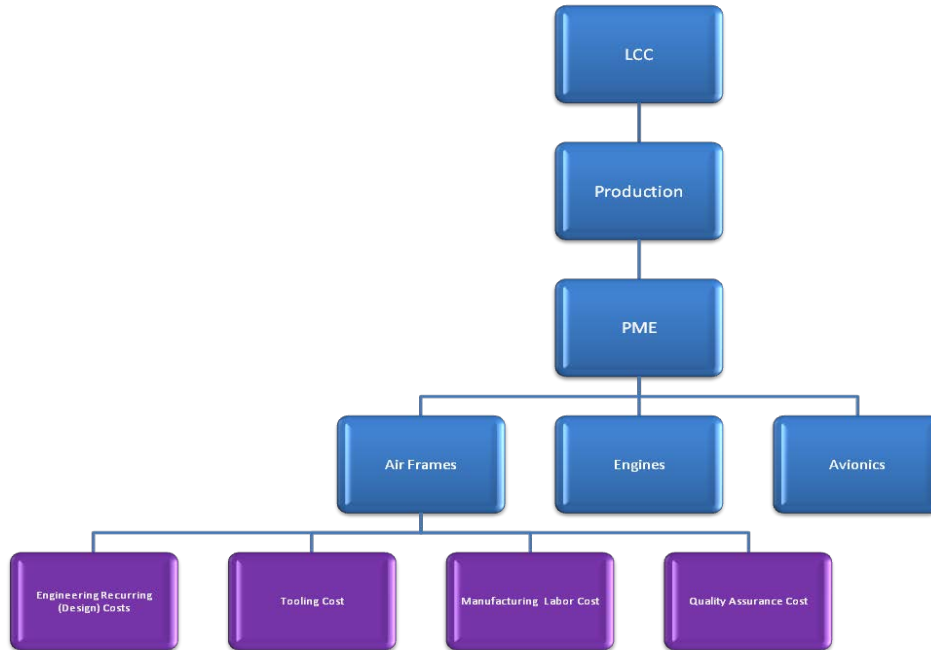 LCC
Production
PME
Air Frames
Engines
Avionics
Engineering Recurring
(Design) Costs
Tooling Cost
Manufacturing Labor Cost
Quality Assurance Cost